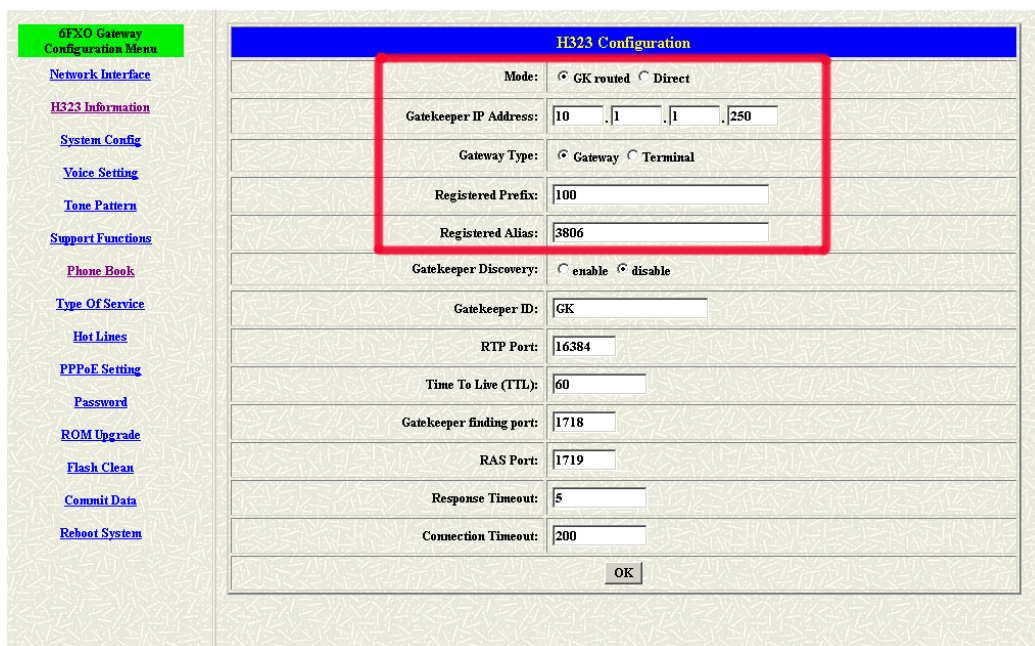 6FXO Gateway
Configuration Menu
Network Interface
H323 Information
System Config
Voice Setting
Tone Pattern
Support Functions
Phone Book
Type Of Service
Hot Lines
PPPoE Setting
Password
ROM Upgrade
Flash Clean
Commit Data
Reboot System
H323 Configuration
Mode: GK routed Direct
Gatekeeper IP Address: 10 . 1 . 1 . 250
Gateway Type: Gateway Terminal
Registered Prefix: 100
Registered Alias: 3806
Gatekeeper Discovery: enable disable
Gatekeeper ID: GK
RTP Port: 16384
Time To Live (TTL): 60
Gatekeeper finding port: 1718
RAS Port: 1719
Response Timeout: 5
Connection Timeout: 200
OK